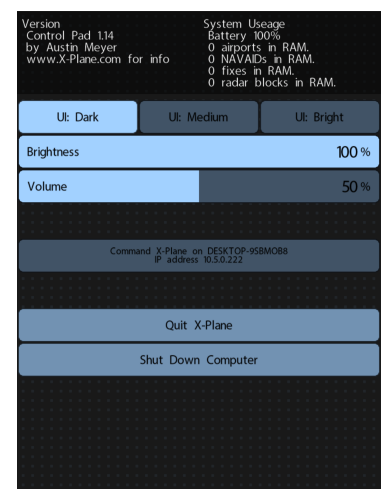 Version
Control Pad 1.14
by Austin Meyer
www.X-Plane.com for info
System Useage
Battery 100%
0 airports in RAM.
0 NAVAIDs in RAM.
0 fixes in RAM.
0 radar blocks in RAM.
UI: Dark
UI: Medium
UI: Bright
Brightness 100 %
Volume 50 %
Command X-Plane on DESKTOP-9SBMOB8
IP address 10.5.0.222
Quit X-Plane
Shut Down Computer